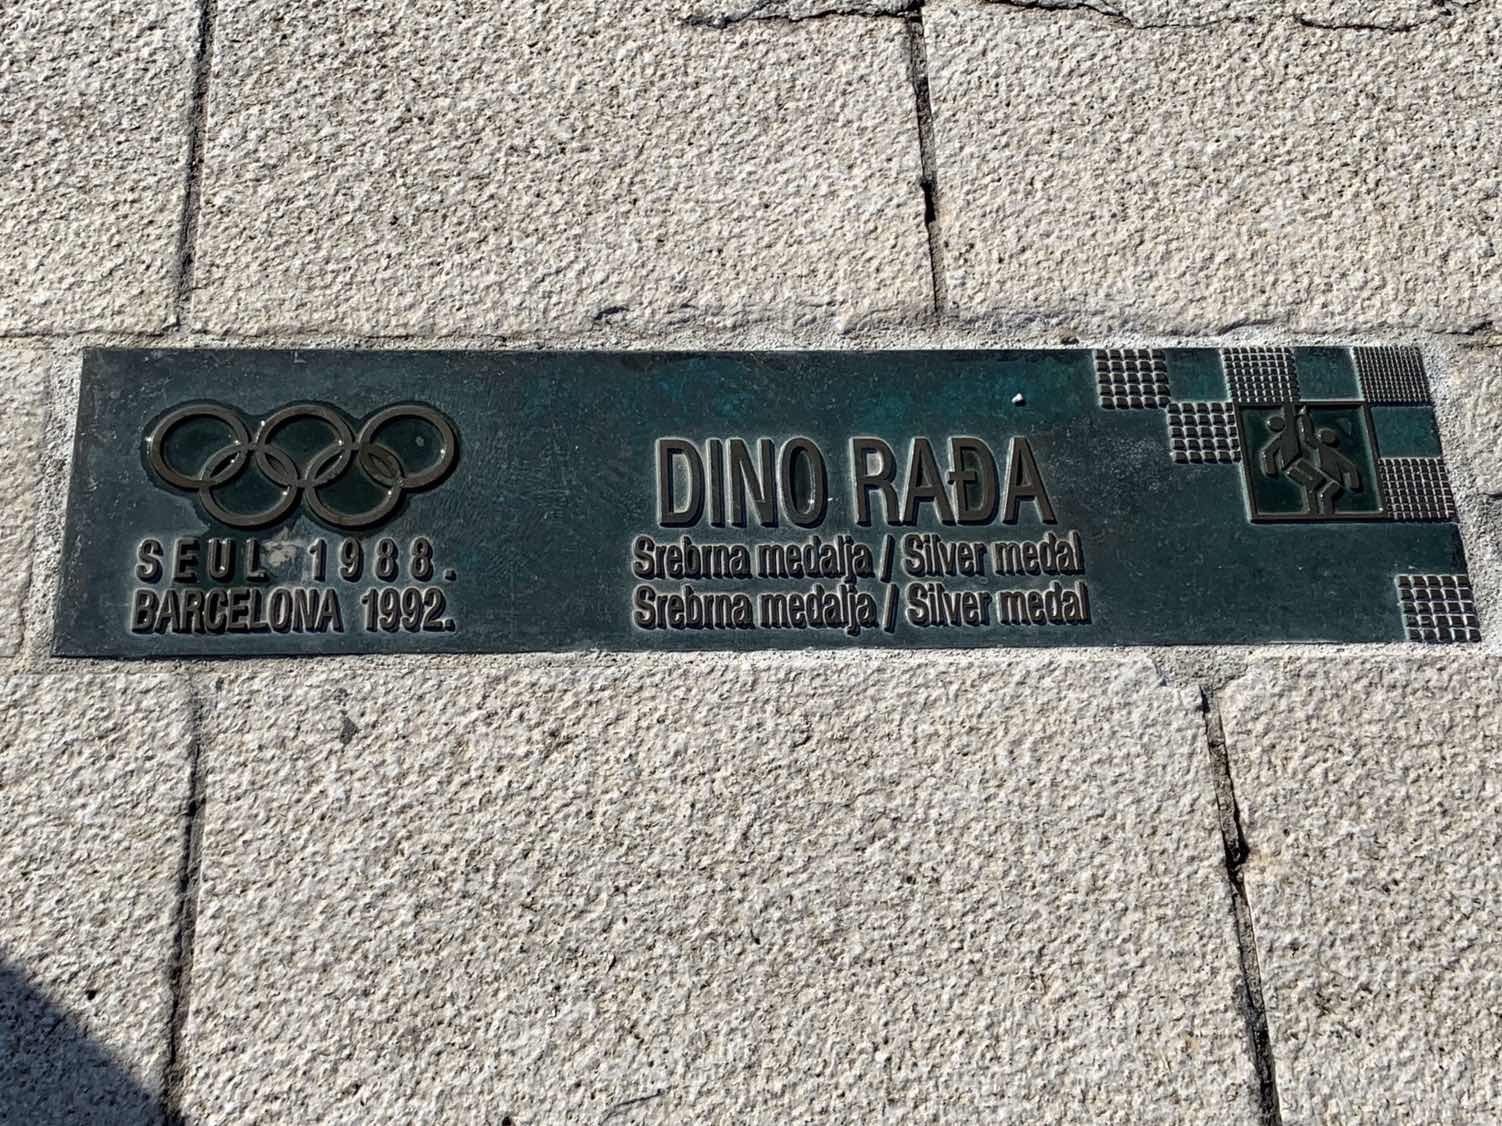 SEUL 1988.
BARCELONA 1992.
DINO RAĐA
Srebrna medalja / Silver medal
Srebrna medalja / Silver medal